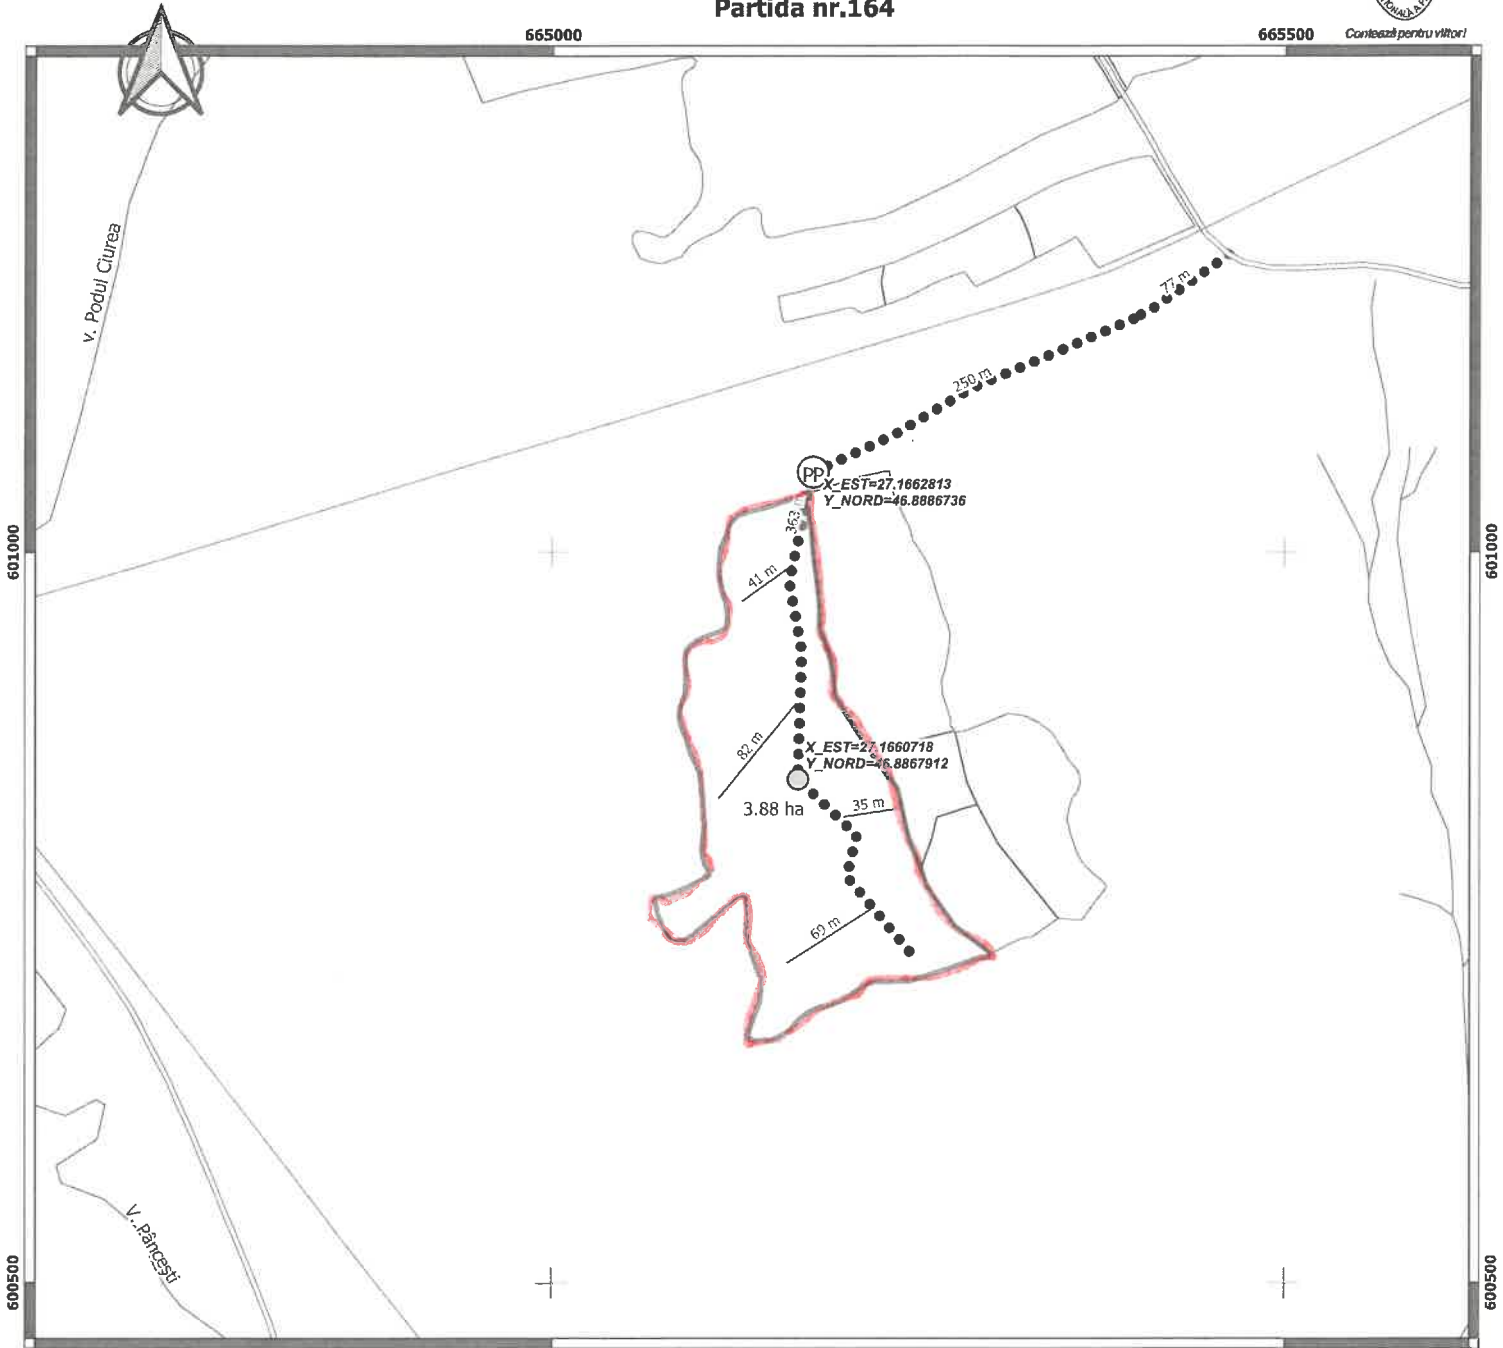 Partida nr.164
Contează pentru viitor!
665000
665500
v. Podul Ciurea
77 m
250 m
PP
X_EST=27.1662813
Y_NORD=46.8886736
363
601000
601000
41 m
82 m
X_EST=27.1660718
Y_NORD=46.8867912
3.88 ha
35 m
69 m
V. Râncești
600500
600500